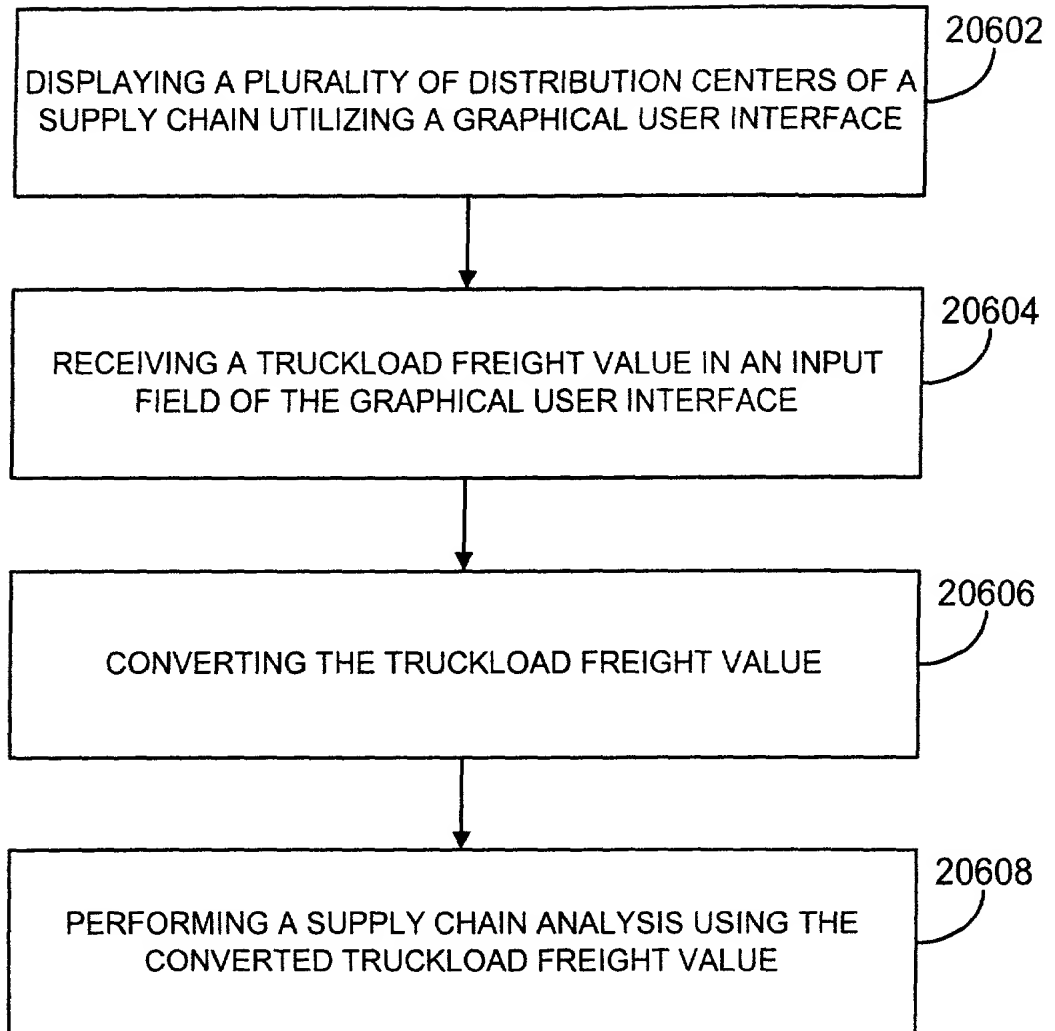 20602
DISPLAYING A PLURALITY OF DISTRIBUTION CENTERS OF A
SUPPLY CHAIN UTILIZING A GRAPHICAL USER INTERFACE
20604
RECEIVING A TRUCKLOAD FREIGHT VALUE IN AN INPUT
FIELD OF THE GRAPHICAL USER INTERFACE
20606
CONVERTING THE TRUCKLOAD FREIGHT VALUE
20608
PERFORMING A SUPPLY CHAIN ANALYSIS USING THE
CONVERTED TRUCKLOAD FREIGHT VALUE